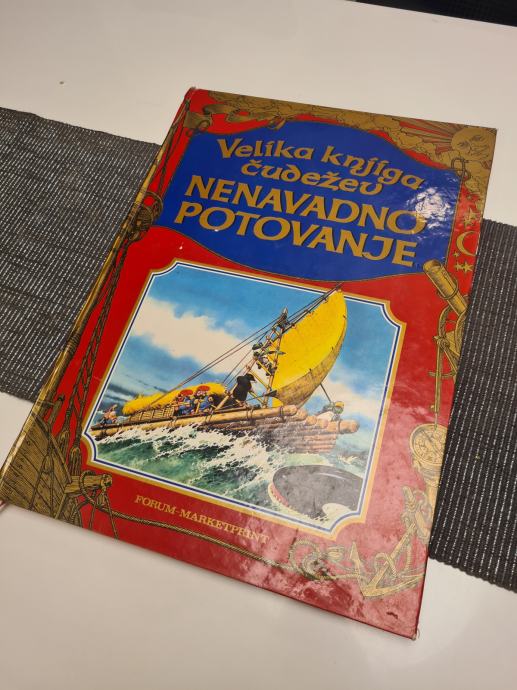 Velika knjiga
čudežev
NENAVADNO
POTOVANJE
FORUM-MARKETPRINT